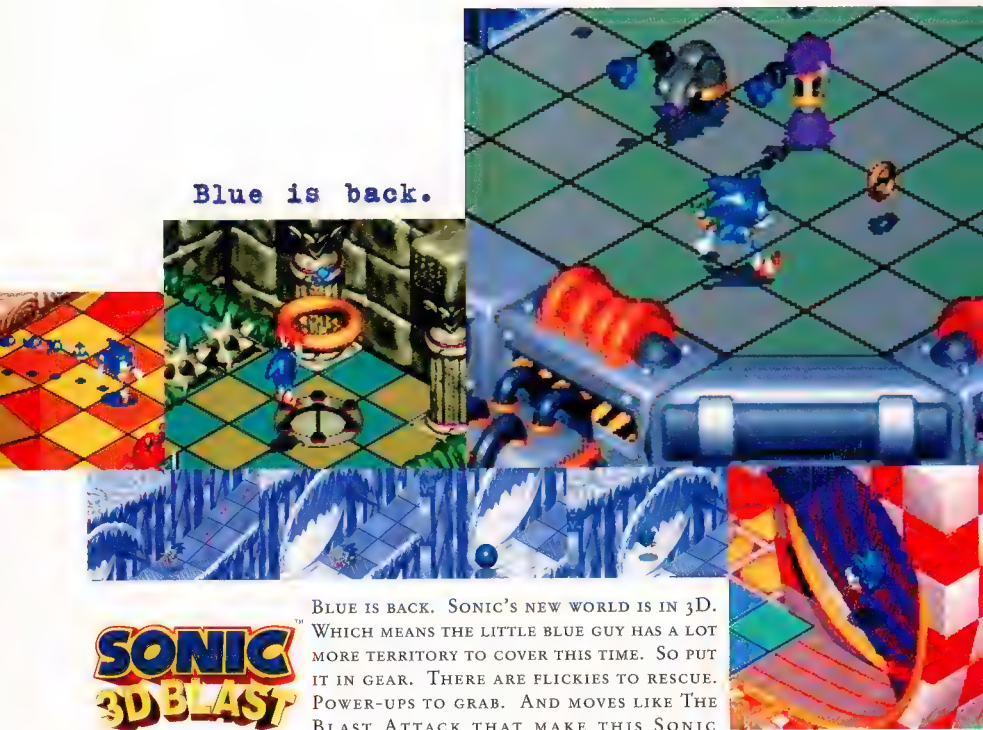 Blue is back.
SONIC
3D BLAST
™
BLUE IS BACK. SONIC'S NEW WORLD IS IN 3D.
WHICH MEANS THE LITTLE BLUE GUY HAS A LOT
MORE TERRITORY TO COVER THIS TIME. SO PUT
IT IN GEAR. THERE ARE FLICKIES TO RESCUE.
POWER-UPS TO GRAB. AND MOVES LIKE THE
BLAST ATTACK THAT MAKE THIS SONIC